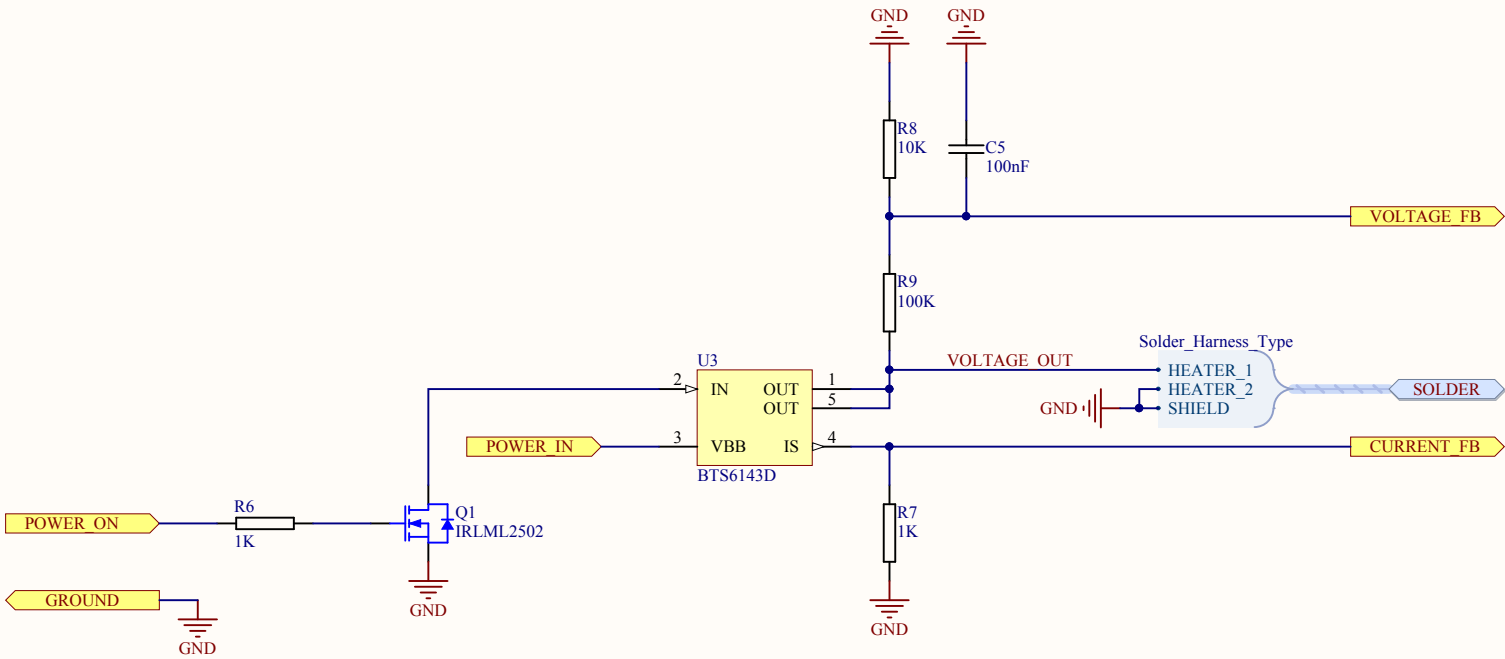 GND
GND
R8
10K
C5
100nF
VOLTAGE_FB
R9
100K
Solder_Harness_Type
U3
VOLTAGE_OUT
HEATER_1
2
IN
OUT
1
HEATER_2
SOLDER
OUT
5
GND
SHIELD
POWER_IN
3
VBB
IS
4
CURRENT_FB
BTS6143D
R6
Q1
R7
POWER_ON
IRLML2502
1K
1K
GROUND
GND
GND
GND